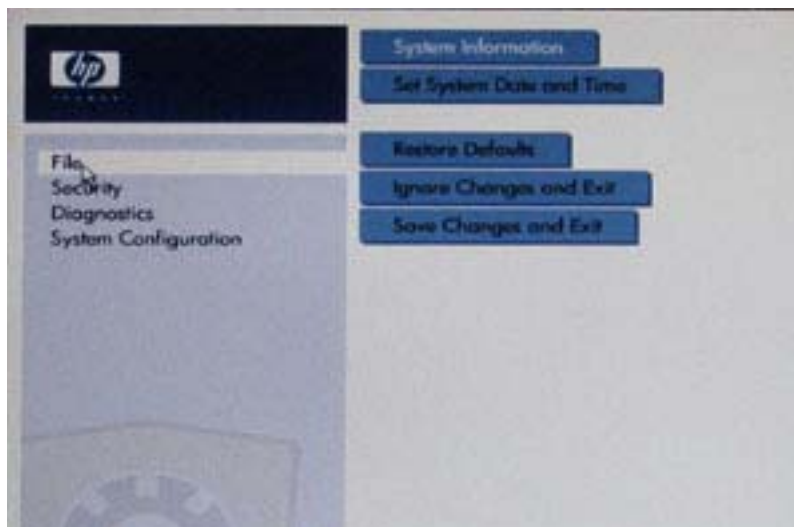 hp
File
Security
Diagnostics
System Configuration
System Information
Set System Date and Time
Restore Defaults
Ignore Changes and Exit
Save Changes and Exit